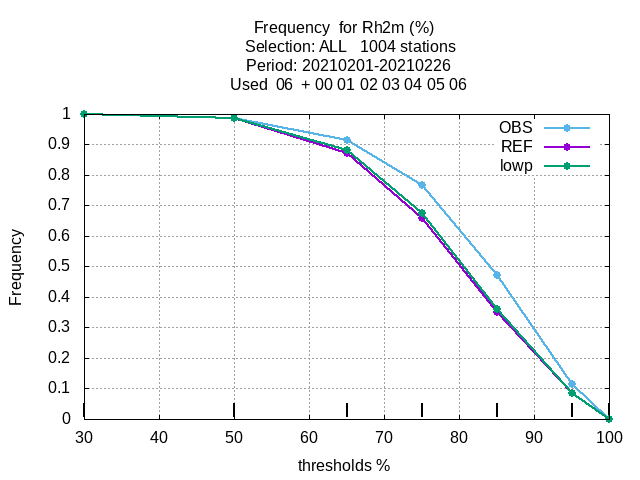 Frequency  for Rh2m (%)
Selection: ALL   1004 stations
Period: 20210201-20210226
Used  06  + 00 01 02 03 04 05 06
OBS
REF
lowp
1
0.9
0.8
0.7
0.6
0.5
0.4
0.3
0.2
0.1
0
Frequency
30 40 50 60 70 80 90 100
thresholds %